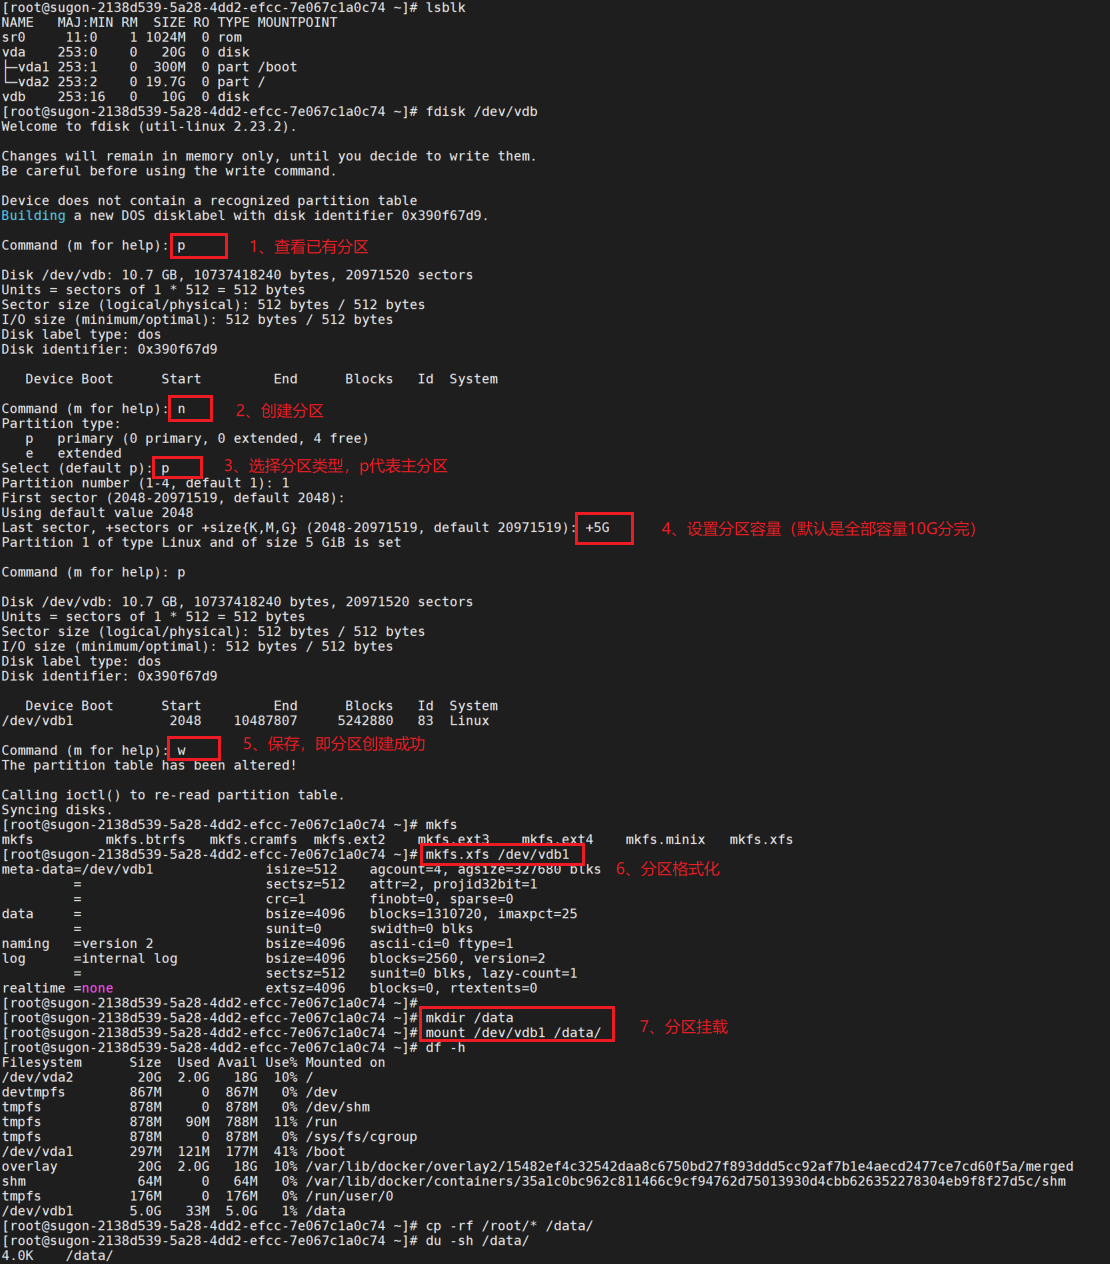 [root@sugon-2138d539-5a28-4dd2-efcc-7e067c1a0c74 ~]# lsblk
NAME   MAJ:MIN RM  SIZE RO TYPE MOUNTPOINT
sr0     11:0    1 1024M  0 rom
vda    253:0    0   20G  0 disk
├─vda1 253:1    0  300M  0 part /boot
└─vda2 253:2    0 19.7G  0 part /
vdb    253:16   0   10G  0 disk
[root@sugon-2138d539-5a28-4dd2-efcc-7e067c1a0c74 ~]# fdisk /dev/vdb
Welcome to fdisk (util-linux 2.23.2).
Changes will remain in memory only, until you decide to write them.
Be careful before using the write command.
Device does not contain a recognized partition table
Building a new DOS disklabel with disk identifier 0x390f67d9.
Command (m for help): p 1、查看已有分区
Disk /dev/vdb: 10.7 GB, 10737418240 bytes, 20971520 sectors
Units = sectors of 1 * 512 = 512 bytes
Sector size (logical/physical): 512 bytes / 512 bytes
I/O size (minimum/optimal): 512 bytes / 512 bytes
Disk label type: dos
Disk identifier: 0x390f67d9
   Device Boot      Start         End      Blocks   Id  System
Command (m for help): n 2、创建分区
Partition type:
   p   primary (0 primary, 0 extended, 4 free)
   e   extended
Select (default p): p 3、选择分区类型，p代表主分区
Partition number (1-4, default 1): 1
First sector (2048-20971519, default 2048):
Using default value 2048
Last sector, +sectors or +size{K,M,G} (2048-20971519, default 20971519): +5G 4、设置分区容量（默认是全部容量10G分完）
Partition 1 of type Linux and of size 5 GiB is set
Command (m for help): p
Disk /dev/vdb: 10.7 GB, 10737418240 bytes, 20971520 sectors
Units = sectors of 1 * 512 = 512 bytes
Sector size (logical/physical): 512 bytes / 512 bytes
I/O size (minimum/optimal): 512 bytes / 512 bytes
Disk label type: dos
Disk identifier: 0x390f67d9
   Device Boot      Start         End      Blocks   Id  System
/dev/vdb1            2048    10487807     5242880   83  Linux
Command (m for help): w 5、保存，即分区创建成功
The partition table has been altered!
Calling ioctl() to re-read partition table.
Syncing disks.
[root@sugon-2138d539-5a28-4dd2-efcc-7e067c1a0c74 ~]# mkfs
mkfs         mkfs.btrfs   mkfs.cramfs  mkfs.ext2    mkfs.ext3    mkfs.ext4    mkfs.minix   mkfs.xfs
[root@sugon-2138d539-5a28-4dd2-efcc-7e067c1a0c74 ~]# mkfs.xfs /dev/vdb1
meta-data=/dev/vdb1              isize=512    agcount=4, agsize=327680 blks 6、分区格式化
         =                       sectsz=512   attr=2, projid32bit=1
         =                       crc=1        finobt=0, sparse=0
data     =                       bsize=4096   blocks=1310720, imaxpct=25
         =                       sunit=0      swidth=0 blks
naming   =version 2              bsize=4096   ascii-ci=0 ftype=1
log      =internal log           bsize=4096   blocks=2560, version=2
         =                       sectsz=512   sunit=0 blks, lazy-count=1
realtime =none                   extsz=4096   blocks=0, rtextents=0
[root@sugon-2138d539-5a28-4dd2-efcc-7e067c1a0c74 ~]#
[root@sugon-2138d539-5a28-4dd2-efcc-7e067c1a0c74 ~]# mkdir /data
[root@sugon-2138d539-5a28-4dd2-efcc-7e067c1a0c74 ~]# mount /dev/vdb1 /data/ 7、分区挂载
[root@sugon-2138d539-5a28-4dd2-efcc-7e067c1a0c74 ~]# df -h
Filesystem      Size  Used Avail Use% Mounted on
/dev/vda2        20G  2.0G   18G  10% /
devtmpfs        867M     0  867M   0% /dev
tmpfs           878M     0  878M   0% /dev/shm
tmpfs           878M   90M  788M  11% /run
tmpfs           878M     0  878M   0% /sys/fs/cgroup
/dev/vda1       297M  121M  177M  41% /boot
overlay          20G  2.0G   18G  10% /var/lib/docker/overlay2/15482ef4c32542daa8c6750bd27f893ddd5cc92af7b1e4aecd2477ce7cd60f5a/merged
shm              64M     0   64M   0% /var/lib/docker/containers/35a1c0bc962c811466c9cf94762d75013930d4cbb626352278304eb9f8f27d5c/shm
tmpfs           176M     0  176M   0% /run/user/0
/dev/vdb1       5.0G   33M  5.0G   1% /data
[root@sugon-2138d539-5a28-4dd2-efcc-7e067c1a0c74 ~]# cp -rf /root/* /data/
[root@sugon-2138d539-5a28-4dd2-efcc-7e067c1a0c74 ~]# du -sh /data/
4.0K    /data/